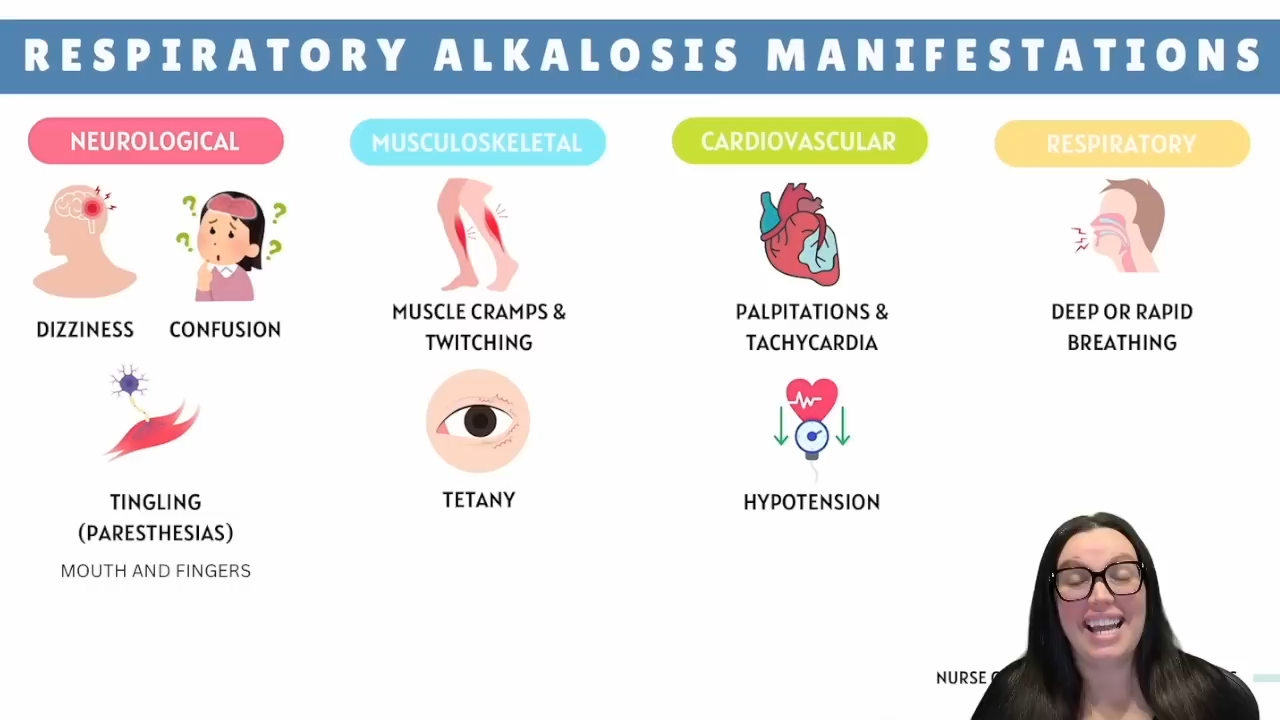 RESPIRATORY ALKALOSIS MANIFESTATIONS
NEUROLOGICAL
DIZZINESS
CONFUSION
TINGLING
(PARESTHESIAS)
MOUTH AND FINGERS
MUSCULOSKELETAL
MUSCLE CRAMPS &
TWITCHING
TETANY
CARDIOVASCULAR
PALPITATIONS &
TACHYCARDIA
HYPOTENSION
RESPIRATORY
DEEP OR RAPID
BREATHING
NURSE